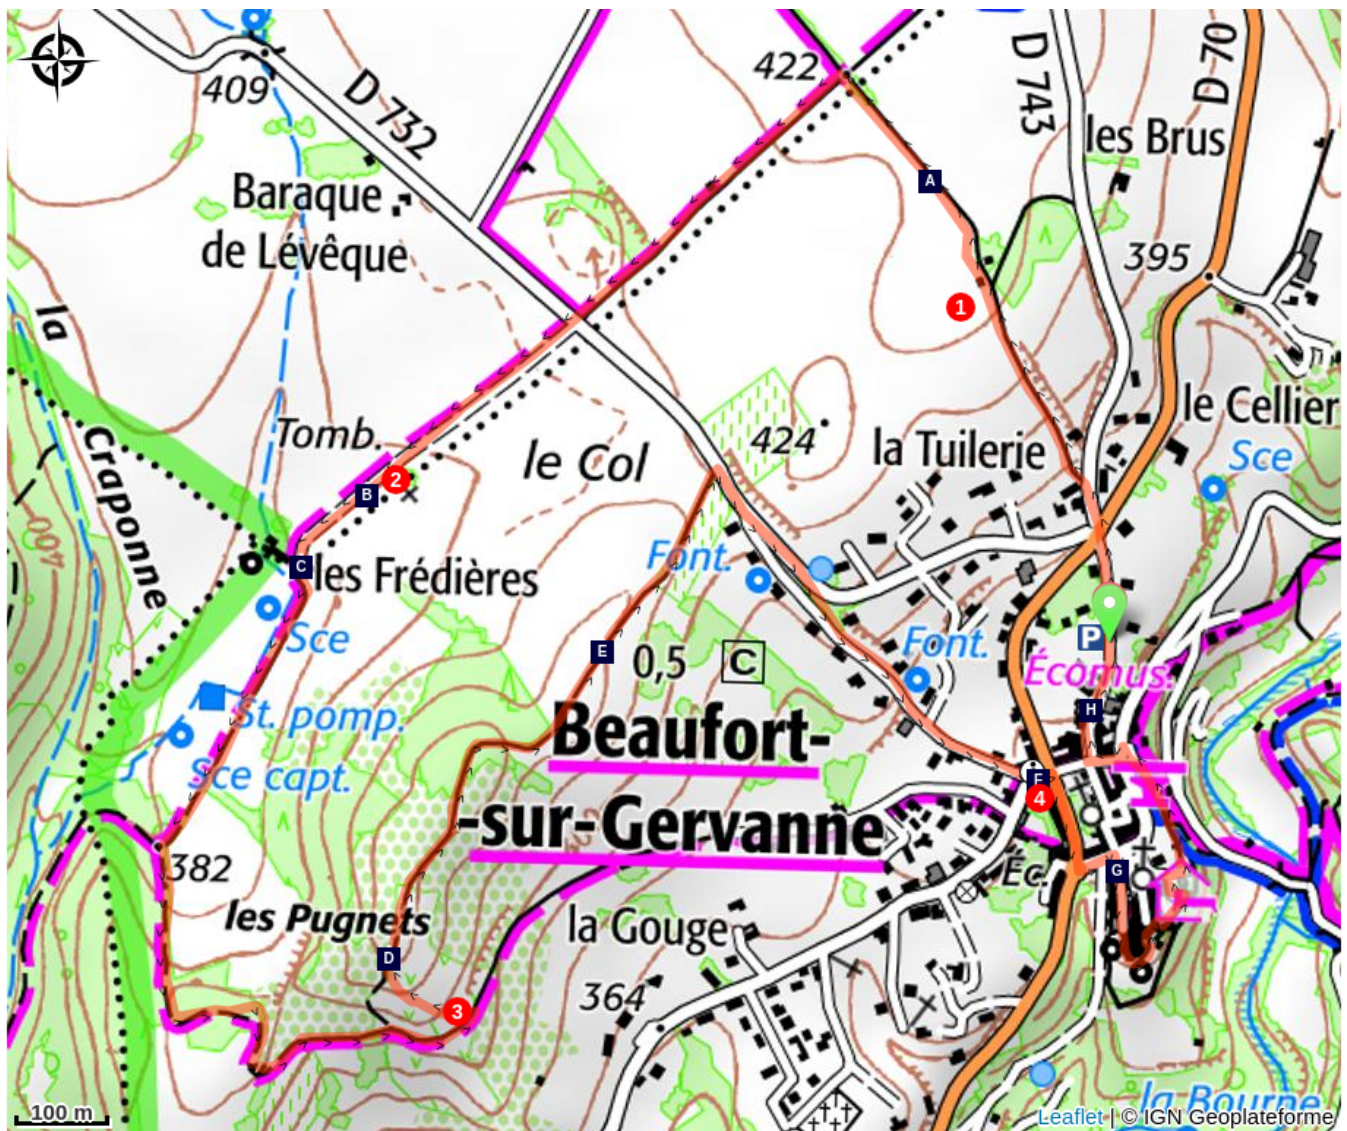 422
D 743
D 70
409
D 732
les Brus
A
Baraque
de Lévêque
395
la
1
Craponne
Tomb.
le Col
424
la Tuilerie
le Cellier
Sce
2
B
400
C
les Frédières
Font.
Sce
E
0,5
C
Font.
P
Écomus.
St. pomp.
Sce capt.
H
Beaufort-
-sur-Gervanne
F
4
382
Éc.
G
les Pugnets
la Gouge
D
3
364
la Bourne
100 m
Leaflet | © IGN Geoplateforme